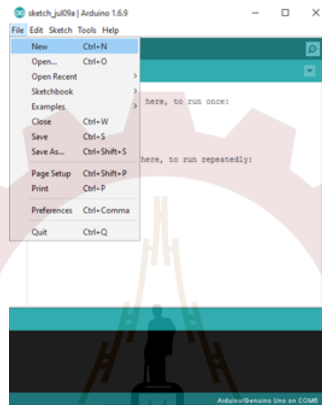 sketch_jul09a | Arduino 1.6.9
File Edit Sketch Tools Help
New Ctrl+N
Open... Ctrl+O
Open Recent
Sketchbook
Examples
here, to run once:
Close Ctrl+W
Save Ctrl+S
Save As... Ctrl+Shift+S
here, to run repeatedly:
Page Setup Ctrl+Shift+P
Print Ctrl+P
Preferences Ctrl+Comma
Quit Ctrl+Q
Arduino/Genuino Uno on COM6